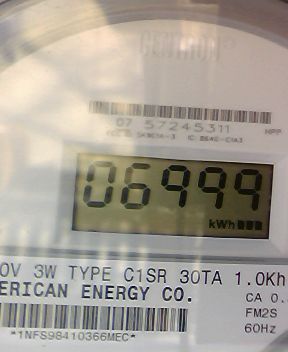 CENTRON
07 57245311
HPP
06999
kWh
0V 3W TYPE C1SR 30TA 1.0Kh
ERICAN ENERGY CO.
CA 0.
FM2S
60Hz
*1NFS98410366MEC*